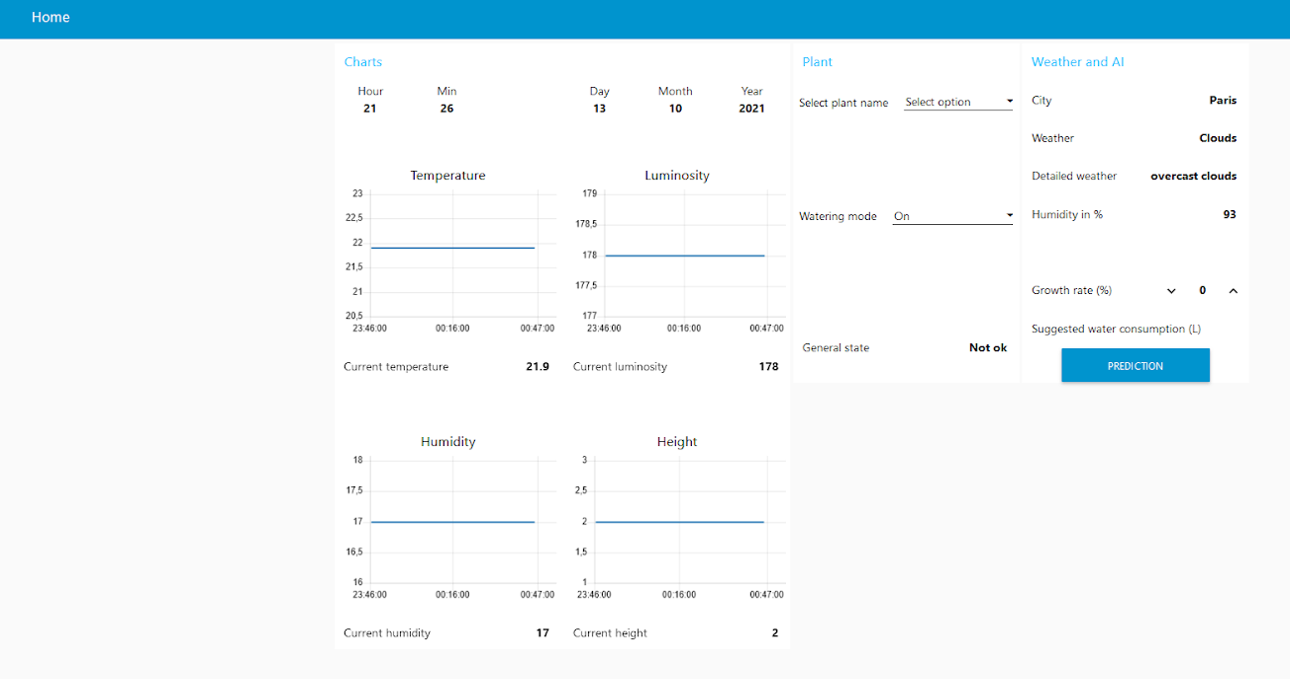 Home
Charts
Hour Min Day Month Year
21 26 13 10 2021
Temperature
23
22,5
22
21,5
21
20,5
23:46:00 00:16:00 00:47:00
Current temperature 21.9
Luminosity
179
178,5
178
177,5
177
23:46:00 00:16:00 00:47:00
Current luminosity 178
Humidity
18
17,5
17
16,5
16
23:46:00 00:16:00 00:47:00
Current humidity 17
Height
3
2,5
2
1,5
1
23:46:00 00:16:00 00:47:00
Current height 2
Plant
Select plant name Select option
Watering mode On
General state Not ok
Weather and AI
City Paris
Weather Clouds
Detailed weather overcast clouds
Humidity in % 93
Growth rate (%) 0
Suggested water consumption (L)
PREDICTION